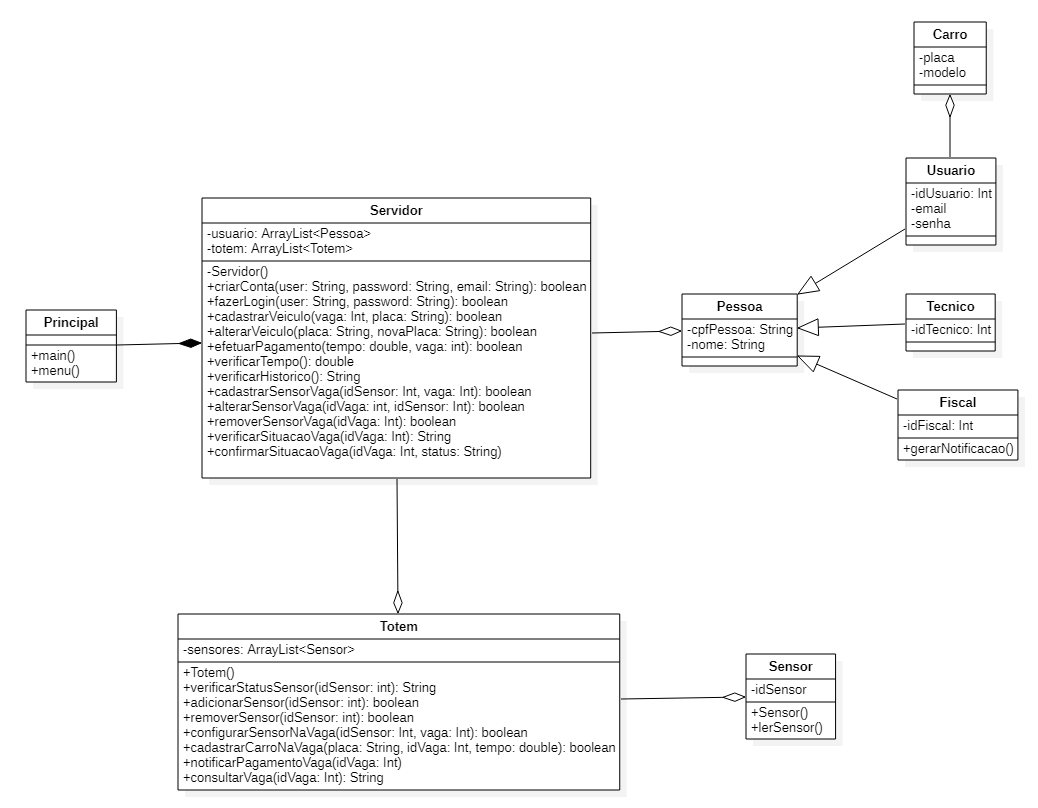 Carro
-placa
-modelo
Usuario
-idUsuario: Int
-email
-senha
Servidor
-usuario: ArrayList<Pessoa>
-totem: ArrayList<Totem>
-Servidor()
+criarConta(user: String, password: String, email: String): boolean
+fazerLogin(user: String, password: String): boolean
+cadastrarVeiculo(vaga: Int, placa: String): boolean
+alterarVeiculo(placa: String, novaPlaca: String): boolean
+efetuarPagamento(tempo: double, vaga: int): boolean
+verificarTempo(): double
+verificarHistorico(): String
+cadastrarSensorVaga(idSensor: Int, vaga: Int): boolean
+alterarSensorVaga(idVaga: int, idSensor: Int): boolean
+removerSensorVaga(idVaga: Int): boolean
+verificarSituacaoVaga(idVaga: Int): String
+confirmarSituacaoVaga(idVaga: Int, status: String)
Principal
+main()
+menu()
Pessoa
-cpfPessoa: String
-nome: String
Tecnico
-idTecnico: Int
Fiscal
-idFiscal: Int
+gerarNotificacao()
Totem
-sensores: ArrayList<Sensor>
+Totem()
+verificarStatusSensor(idSensor: int): String
+adicionarSensor(idSensor: int): boolean
+removerSensor(idSensor: int): boolean
+configurarSensorNaVaga(idSensor: Int, vaga: Int): boolean
+cadastrarCarroNaVaga(placa: String, idVaga: Int, tempo: double): boolean
+notificarPagamentoVaga(idVaga: Int)
+consultarVaga(idVaga: Int): String
Sensor
-idSensor
+Sensor()
+lerSensor()